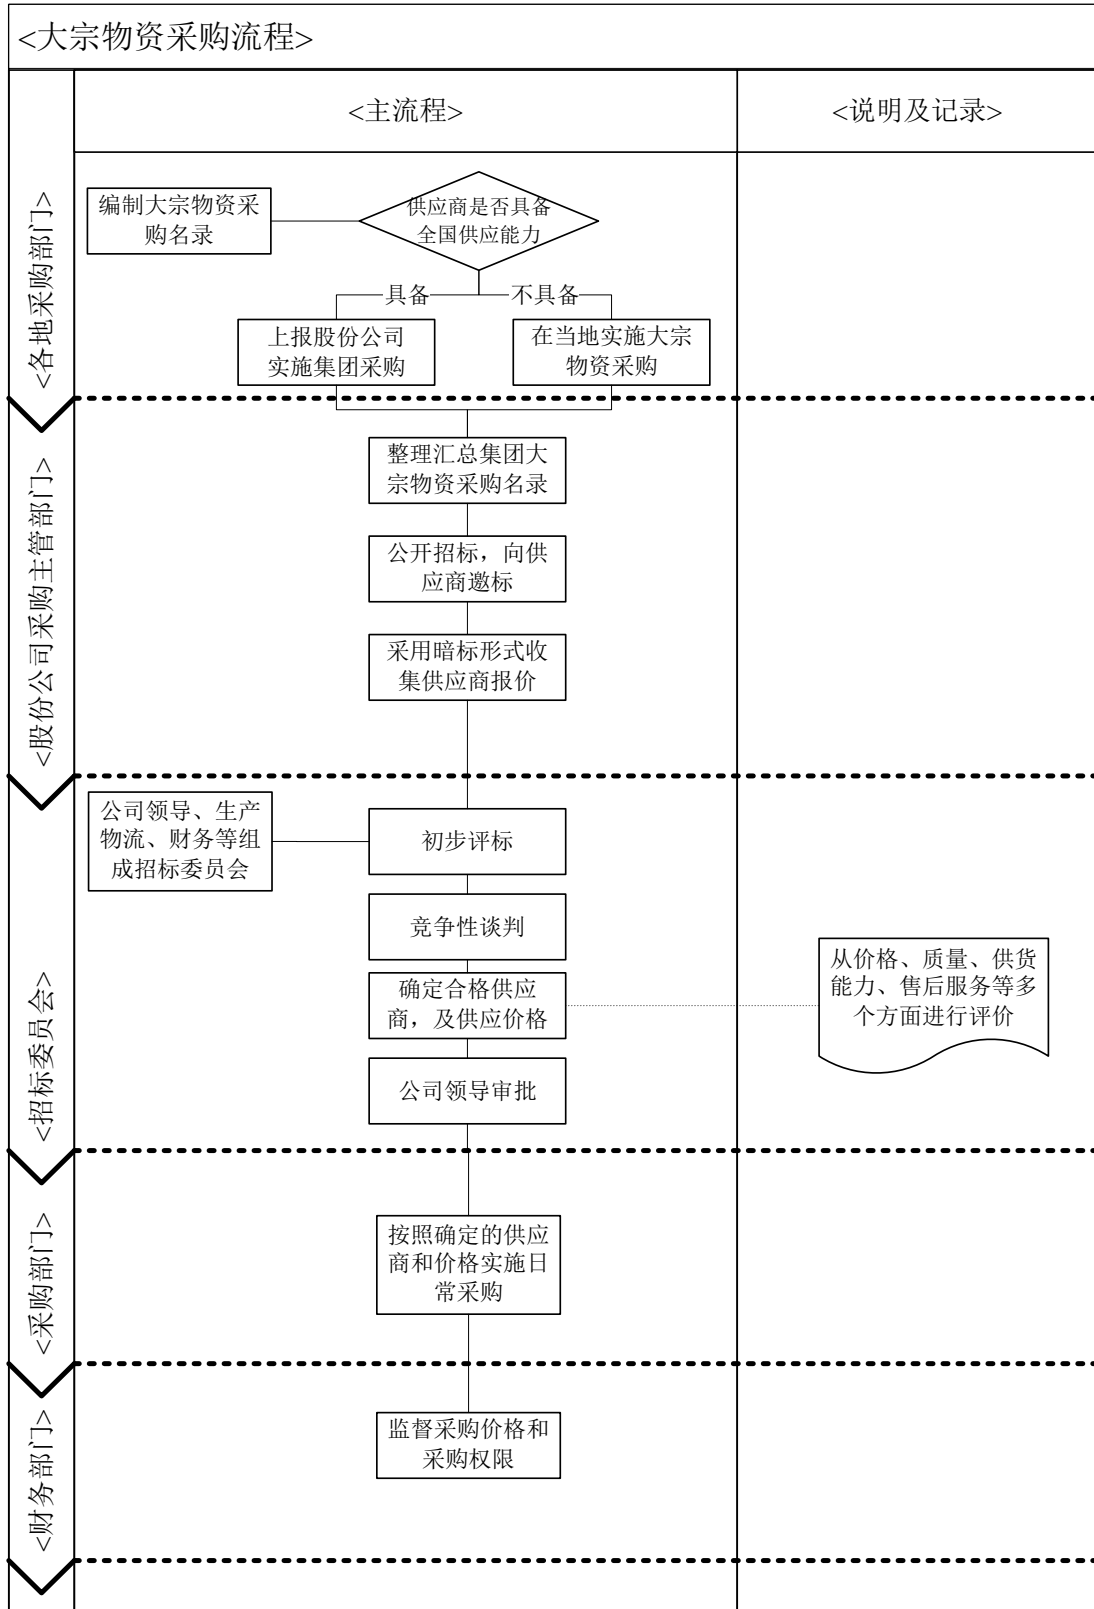 <大宗物资采购流程>
<主流程>
<说明及记录>
<各地采购部门>
编制大宗物资采
购名录
供应商是否具备
全国供应能力
具备
不具备
上报股份公司
实施集团采购
在当地实施大宗
物资采购
<股份公司采购主管部门>
整理汇总集团大
宗物资采购名录
公开招标，向供
应商邀标
采用暗标形式收
集供应商报价
<招标委员会>
公司领导、生产
物流、财务等组
成招标委员会
初步评标
竞争性谈判
确定合格供应
商，及供应价格
从价格、质量、供货
能力、售后服务等多
个方面进行评价
公司领导审批
<采购部门>
按照确定的供应
商和价格实施日
常采购
<财务部门>
监督采购价格和
采购权限